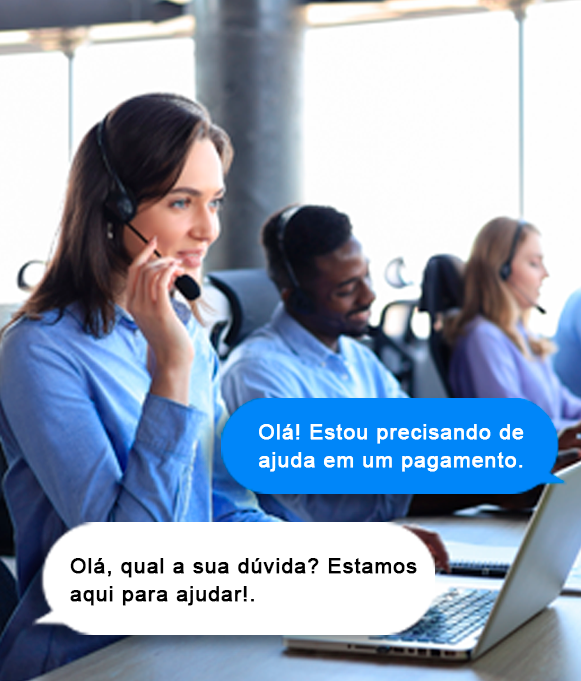 Olá! Estou precisando de
ajuda em um pagamento.
Olá, qual a sua dúvida? Estamos
aqui para ajudar!.